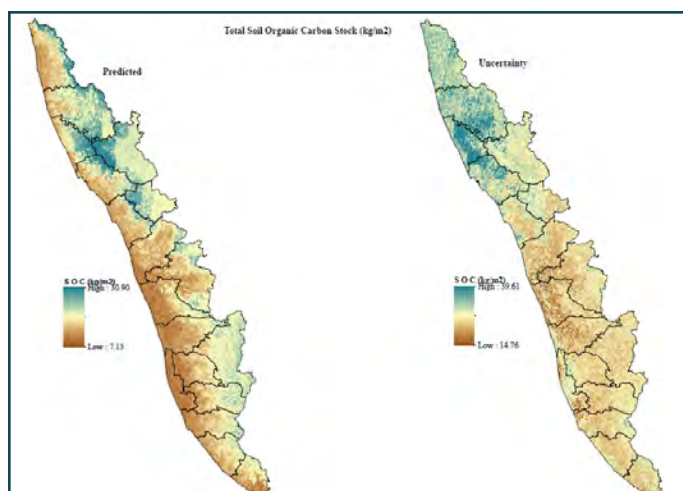 Total Soil Organic Carbon Stock (kg/m2)
Predicted
Uncertainty
S O C (kg/m2)
High : 30.90
Low : 7.13
S O C (kg/m2)
High : 39.61
Low : 14.76